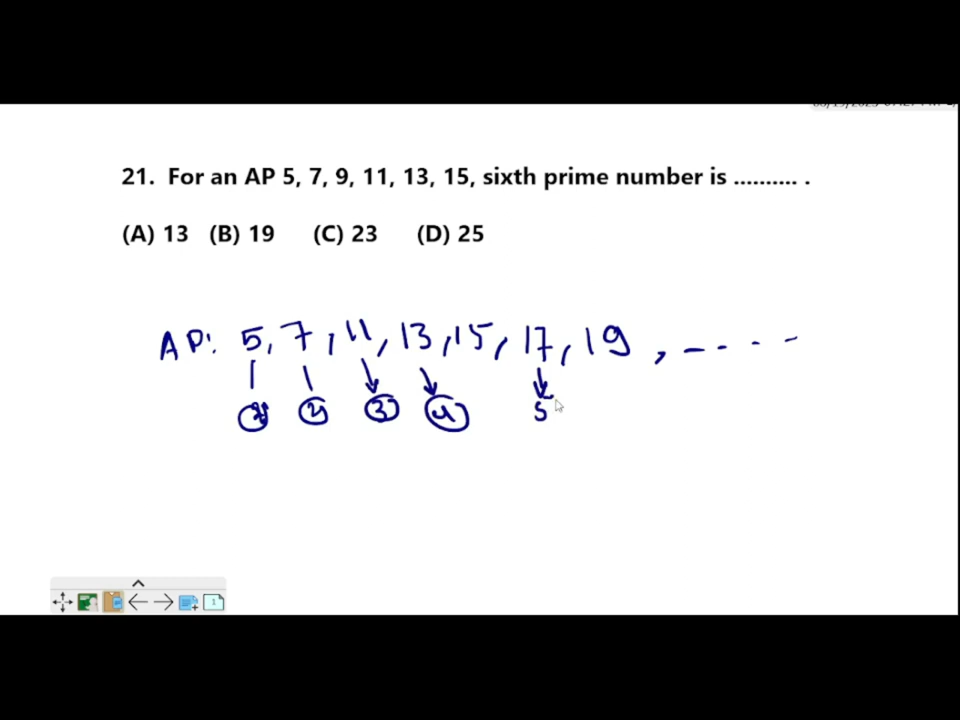 21. For an AP 5, 7, 9, 11, 13, 15, sixth prime number is .......... .
(A) 13 (B) 19 (C) 23 (D) 25
AP: 5, 7, 11, 13, 15, 17, 19, - - - -
2 3 4 5
1